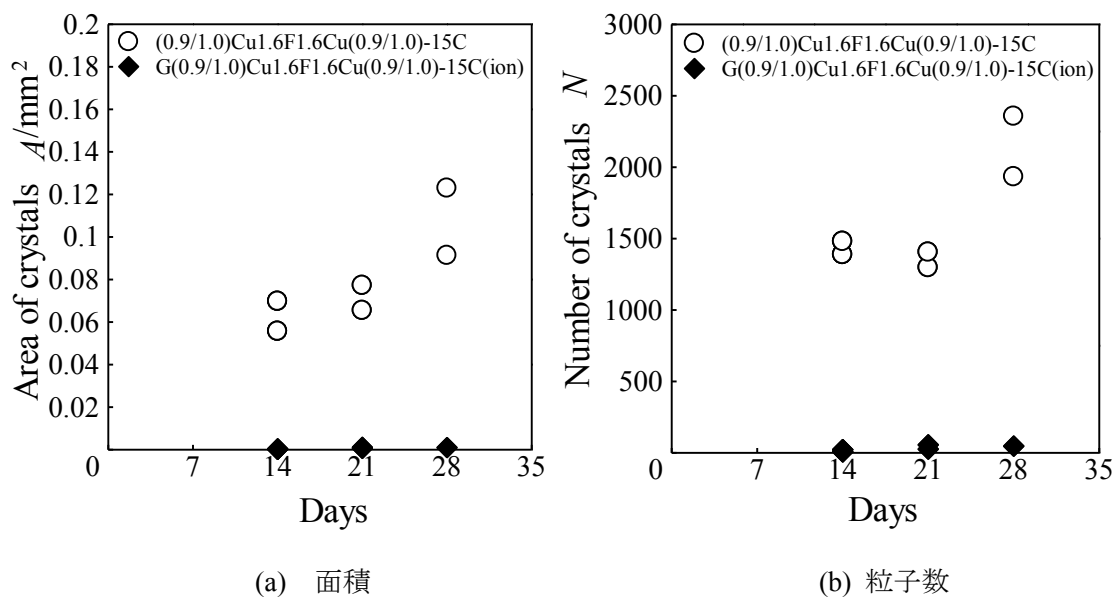 0.2
0.18
0.16
0.14
0.12
0.1
0.08
0.06
0.04
0.02
0
7
14
21
28
35
Area of crystals A/mm2
Days
(0.9/1.0)Cu1.6F1.6Cu(0.9/1.0)-15C
G(0.9/1.0)Cu1.6F1.6Cu(0.9/1.0)-15C(ion)
(a) 面積
3000
2500
2000
1500
1000
500
0
7
14
21
28
35
Number of crystals N
Days
(0.9/1.0)Cu1.6F1.6Cu(0.9/1.0)-15C
G(0.9/1.0)Cu1.6F1.6Cu(0.9/1.0)-15C(ion)
(b) 粒子数